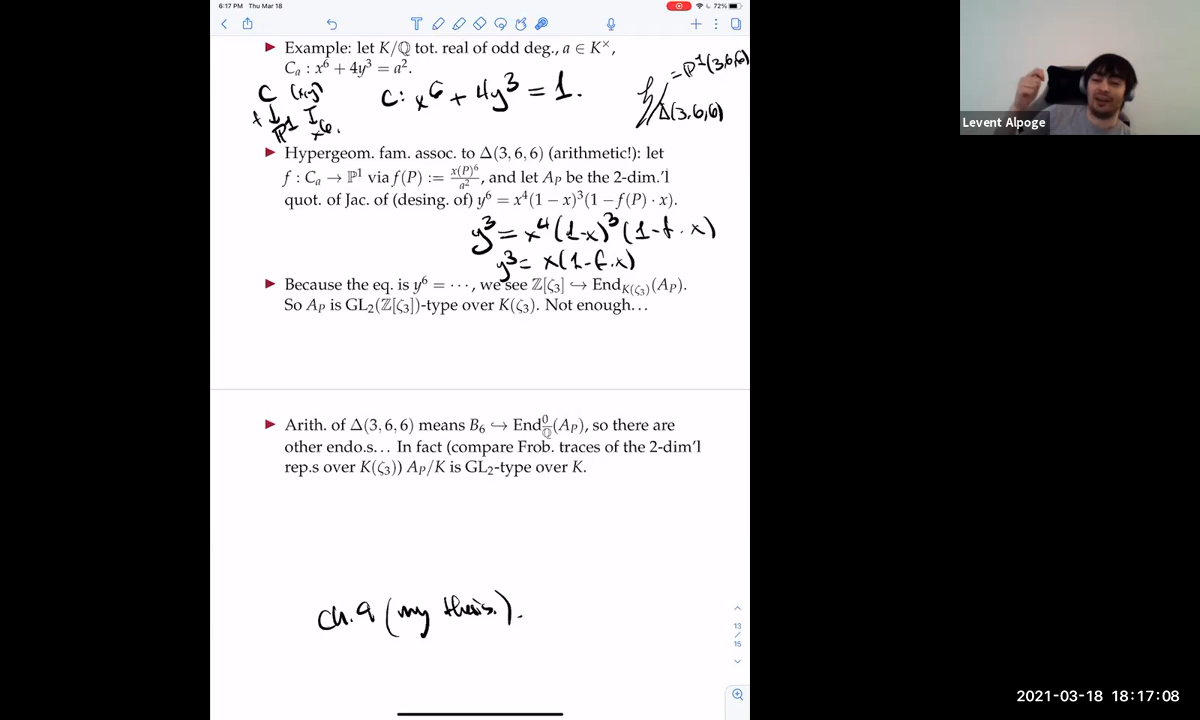 6:17 PM Thu Mar 18
72%
► Example: let K/ℚ tot. real of odd deg., a ∈ K^×,
C_a : x^6 + 4y^3 = a^2.
= ℙ^1(3,6,6)
C (x,y)
C: x^6 + 4y^3 = 1.
/Δ(3,6,6)
ℙ^1 x^6.
► Hypergeom. fam. assoc. to Δ(3, 6, 6) (arithmetic!): let
f : C_a → ℙ^1 via f(P) := x(P)^6/a^2, and let A_P be the 2-dim.'l
quot. of Jac. of (desing. of) y^6 = x^4(1 − x)^3(1 − f(P) · x).
y^3 = x^4(1-x)^3(1-f·x)
y^3 = x(1-f·x)
► Because the eq. is y^6 = ···, we see ℤ[ζ_3] ↪ End_{K(ζ_3)}(A_P).
So A_P is GL_2(ℤ[ζ_3])-type over K(ζ_3). Not enough…
► Arith. of Δ(3, 6, 6) means B_6 ↪ End^0_{ℚ̅}(A_P), so there are
other endo.s… In fact (compare Frob. traces of the 2-dim'l
rep.s over K(ζ_3)) A_P/K is GL_2-type over K.
Ch. 9 (my thesis.).
13
/
15
Levent Alpoge
2021-03-18 18:17:08